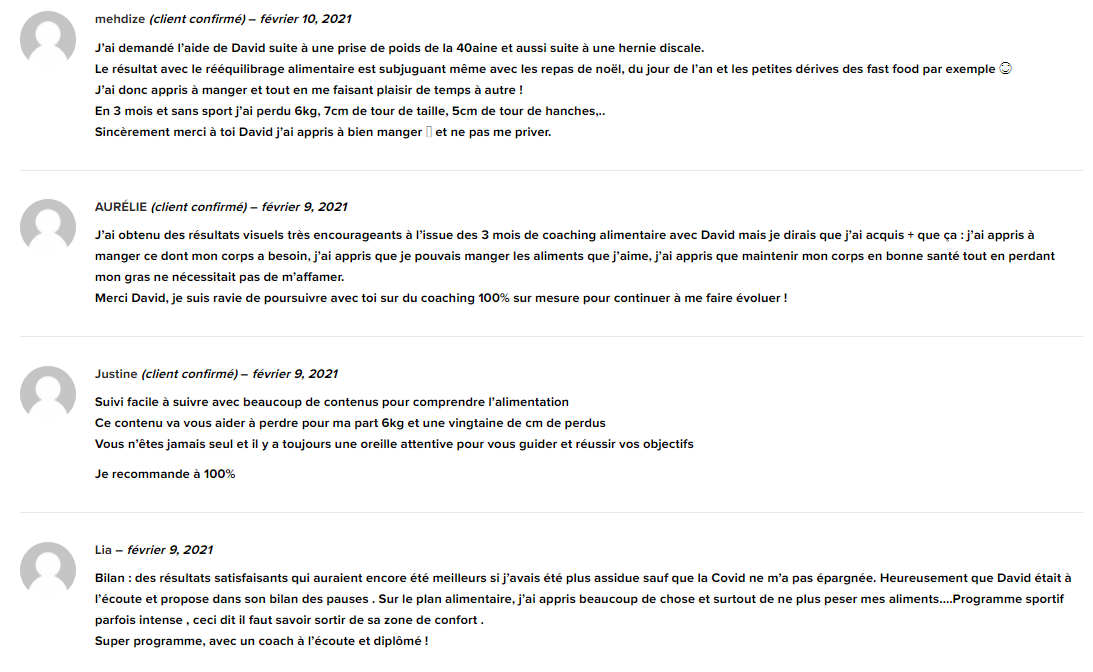 mehdize (client confirmé) – février 10, 2021
J'ai demandé l'aide de David suite à une prise de poids de la 40aine et aussi suite à une hernie discale.
Le résultat avec le rééquilibrage alimentaire est subjuguant même avec les repas de noël, du jour de l'an et les petites dérives des fast food par exemple 🙂
J'ai donc appris à manger et tout en me faisant plaisir de temps à autre !
En 3 mois et sans sport j'ai perdu 6kg, 7cm de tour de taille, 5cm de tour de hanches,..
Sincèrement merci à toi David j'ai appris à bien manger et ne pas me priver.
AURÉLIE (client confirmé) – février 9, 2021
J'ai obtenu des résultats visuels très encourageants à l'issue des 3 mois de coaching alimentaire avec David mais je dirais que j'ai acquis + que ça : j'ai appris à
manger ce dont mon corps a besoin, j'ai appris que je pouvais manger les aliments que j'aime, j'ai appris que maintenir mon corps en bonne santé tout en perdant
mon gras ne nécessitait pas de m'affamer.
Merci David, je suis ravie de poursuivre avec toi sur du coaching 100% sur mesure pour continuer à me faire évoluer !
Justine (client confirmé) – février 9, 2021
Suivi facile à suivre avec beaucoup de contenus pour comprendre l'alimentation
Ce contenu va vous aider à perdre pour ma part 6kg et une vingtaine de cm de perdus
Vous n'êtes jamais seul et il y a toujours une oreille attentive pour vous guider et réussir vos objectifs
Je recommande à 100%
Lia – février 9, 2021
Bilan : des résultats satisfaisants qui auraient encore été meilleurs si j'avais été plus assidue sauf que la Covid ne m'a pas épargnée. Heureusement que David était à
l'écoute et propose dans son bilan des pauses . Sur le plan alimentaire, j'ai appris beaucoup de chose et surtout de ne plus peser mes aliments....Programme sportif
parfois intense , ceci dit il faut savoir sortir de sa zone de confort .
Super programme, avec un coach à l'écoute et diplômé !